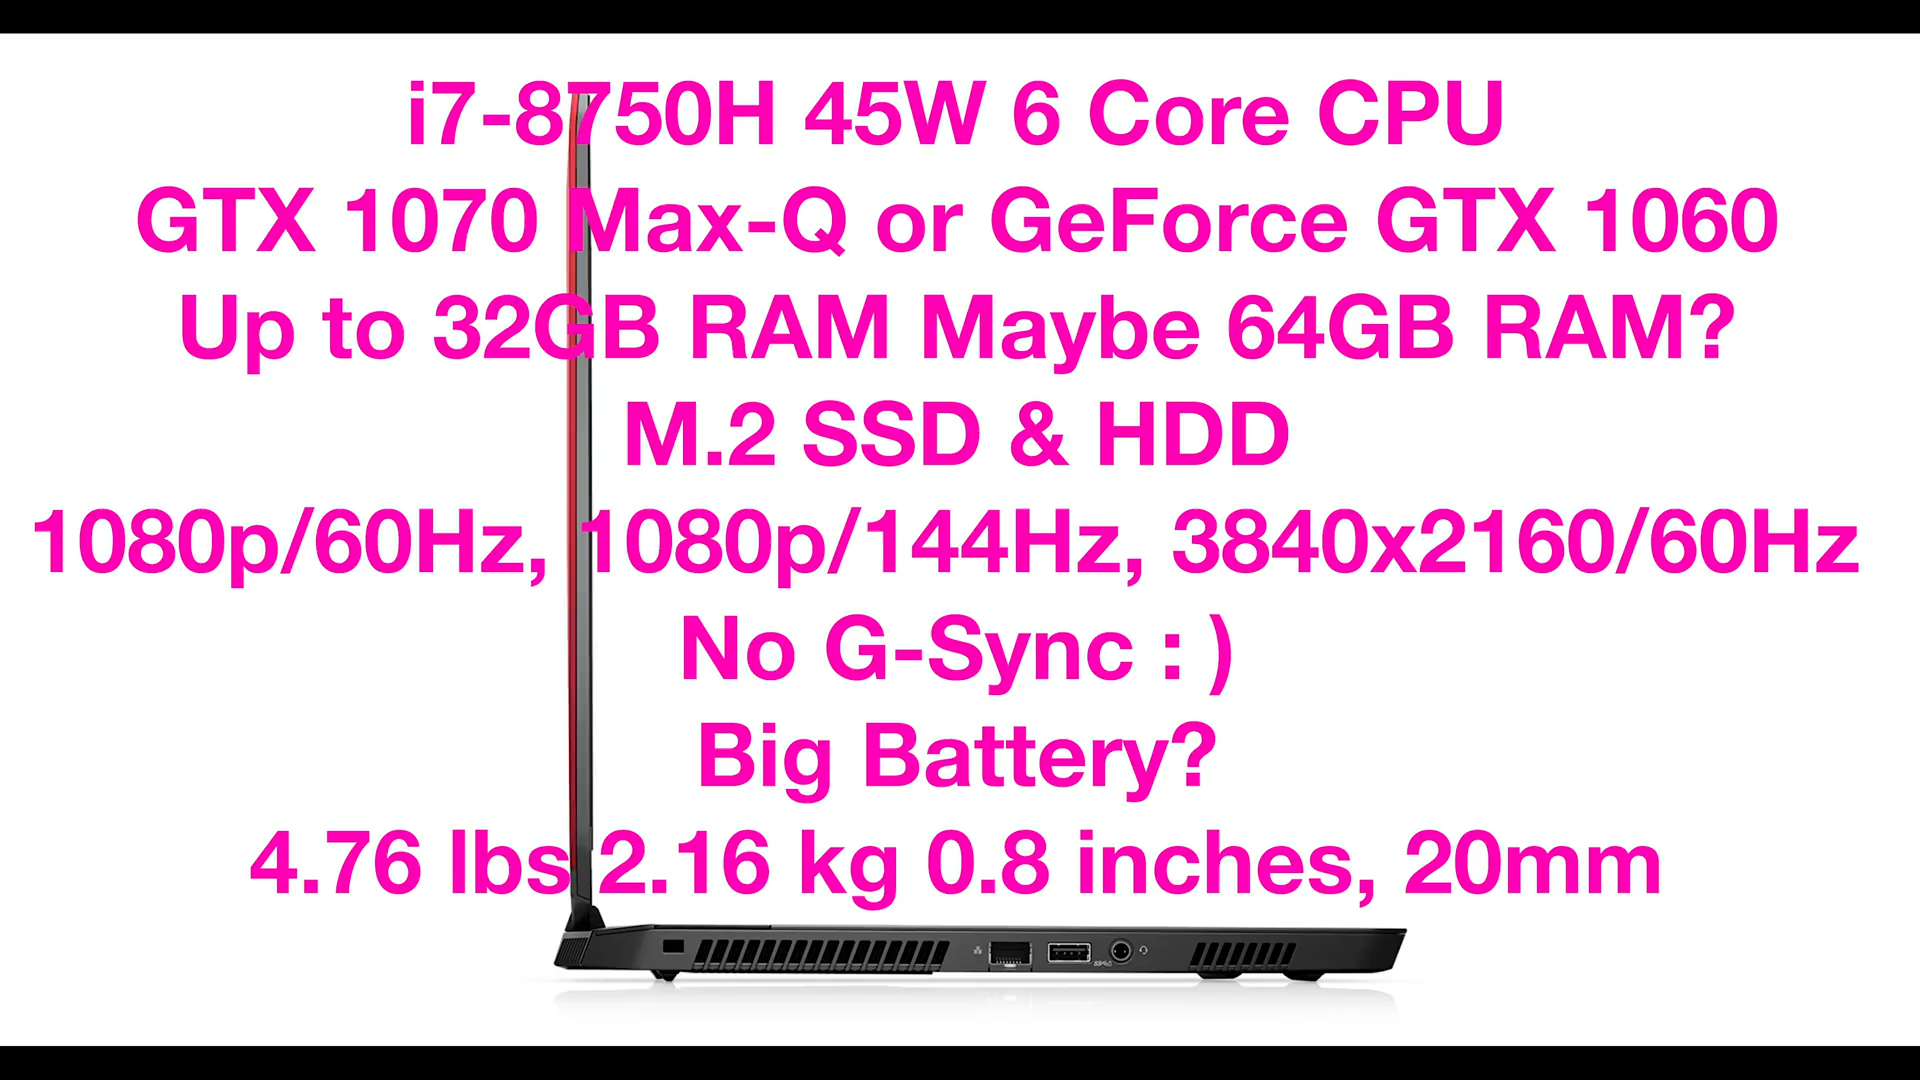 i7-8750H 45W 6 Core CPU
GTX 1070 Max-Q or GeForce GTX 1060
Up to 32GB RAM Maybe 64GB RAM?
M.2 SSD & HDD
1080p/60Hz, 1080p/144Hz, 3840x2160/60Hz
No G-Sync : )
Big Battery?
4.76 lbs 2.16 kg 0.8 inches, 20mm